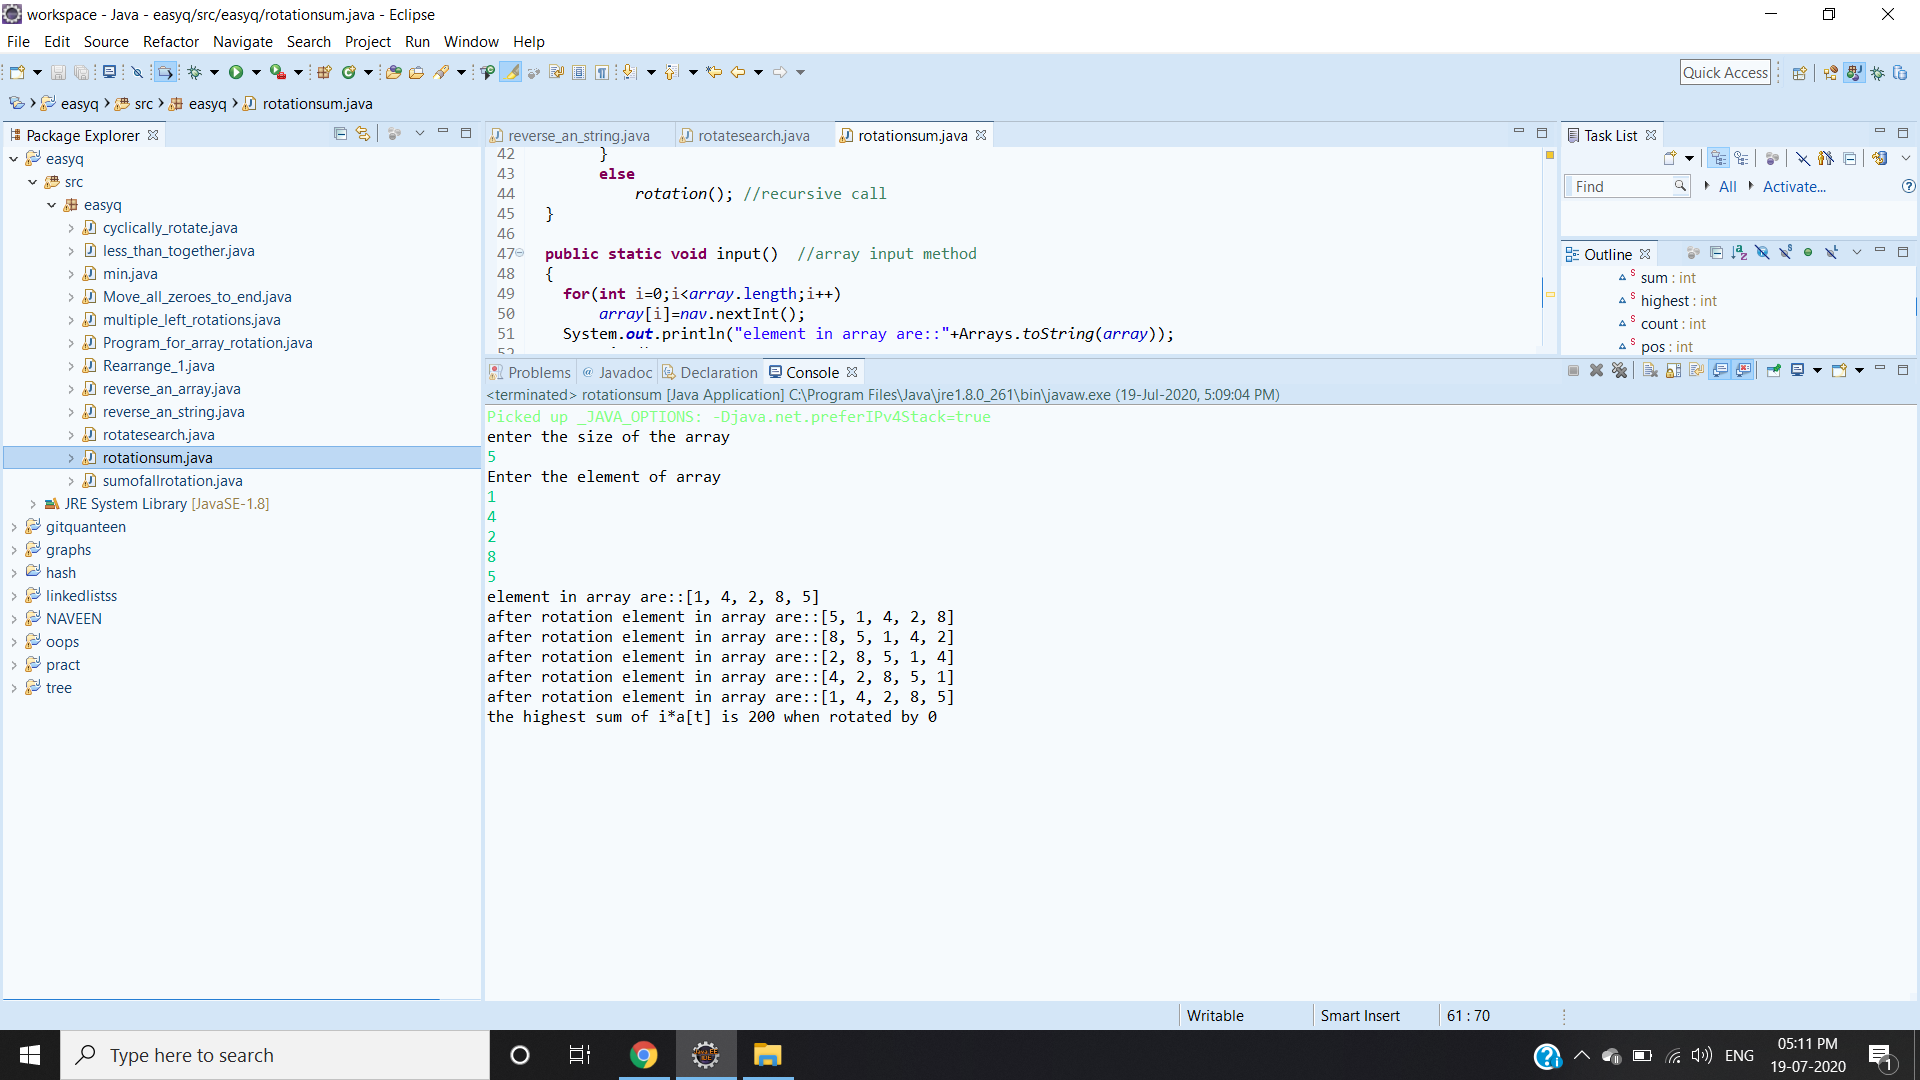 workspace - Java - easyq/src/easyq/rotationsum.java - Eclipse
File Edit Source Refactor Navigate Search Project Run Window Help
Quick Access
easyq src easyq rotationsum.java
Package Explorer
easyq
src
easyq
cyclically_rotate.java
less_than_together.java
min.java
Move_all_zeroes_to_end.java
multiple_left_rotations.java
Program_for_array_rotation.java
Rearrange_1.java
reverse_an_array.java
reverse_an_string.java
rotatesearch.java
rotationsum.java
sumofallrotation.java
JRE System Library [JavaSE-1.8]
gitquanteen
graphs
hash
linkedlistss
NAVEEN
oops
pract
tree
reverse_an_string.java rotatesearch.java rotationsum.java
42 }
43 else
44 rotation(); //recursive call
45 }
46
47 public static void input() //array input method
48 {
49 for(int i=0;i<array.length;i++)
50 array[i]=nav.nextInt();
51 System.out.println("element in array are::"+Arrays.toString(array));
52
Problems @ Javadoc Declaration Console
<terminated> rotationsum [Java Application] C:\Program Files\Java\jre1.8.0_261\bin\javaw.exe (19-Jul-2020, 5:09:04 PM)
Picked up _JAVA_OPTIONS: -Djava.net.preferIPv4Stack=true
enter the size of the array
5
Enter the element of array
1
4
2
8
5
element in array are::[1, 4, 2, 8, 5]
after rotation element in array are::[5, 1, 4, 2, 8]
after rotation element in array are::[8, 5, 1, 4, 2]
after rotation element in array are::[2, 8, 5, 1, 4]
after rotation element in array are::[4, 2, 8, 5, 1]
after rotation element in array are::[1, 4, 2, 8, 5]
the highest sum of i*a[t] is 200 when rotated by 0
Task List
Find All Activate...
Outline
sum : int
highest : int
count : int
pos : int
Writable Smart Insert 61 : 70
Type here to search
ENG
05:11 PM
19-07-2020
1